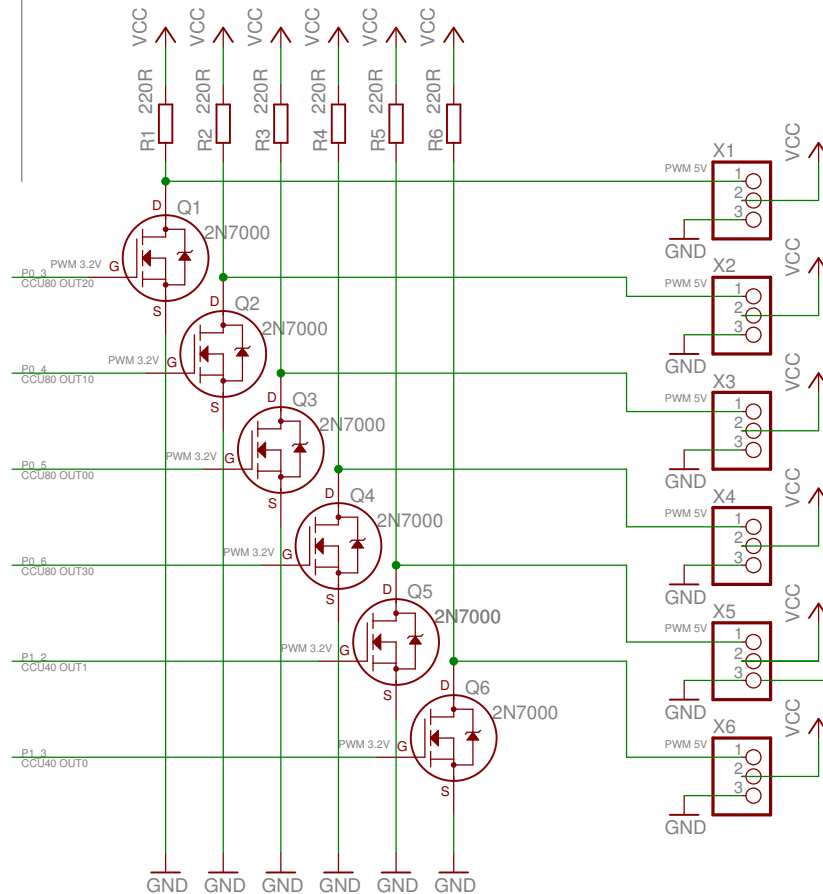 VCC VCC VCC VCC VCC VCC
220R 220R 220R 220R 220R 220R
R1 R2 R3 R4 R5 R6
X1
VCC
PWM 5V
1
2
3
GND
D
Q1
2N7000
PWM 3.2V
G
S
P0_3
CCU80 OUT20
X2
VCC
PWM 5V
1
2
3
GND
D
Q2
2N7000
PWM 3.2V
G
S
P0_4
CCU80 OUT10
X3
VCC
PWM 5V
1
2
3
GND
D
Q3
2N7000
PWM 3.2V
G
S
P0_5
CCU80 OUT00
X4
VCC
PWM 5V
1
2
3
GND
D
Q4
2N7000
PWM 3.2V
G
S
P0_6
CCU80 OUT30
X5
VCC
PWM 5V
1
2
3
GND
D
Q5
2N7000
PWM 3.2V
G
S
P1_2
CCU40 OUT1
X6
VCC
PWM 5V
1
2
3
GND
D
Q6
2N7000
PWM 3.2V
G
S
P1_3
CCU40 OUT0
GND GND GND GND GND GND